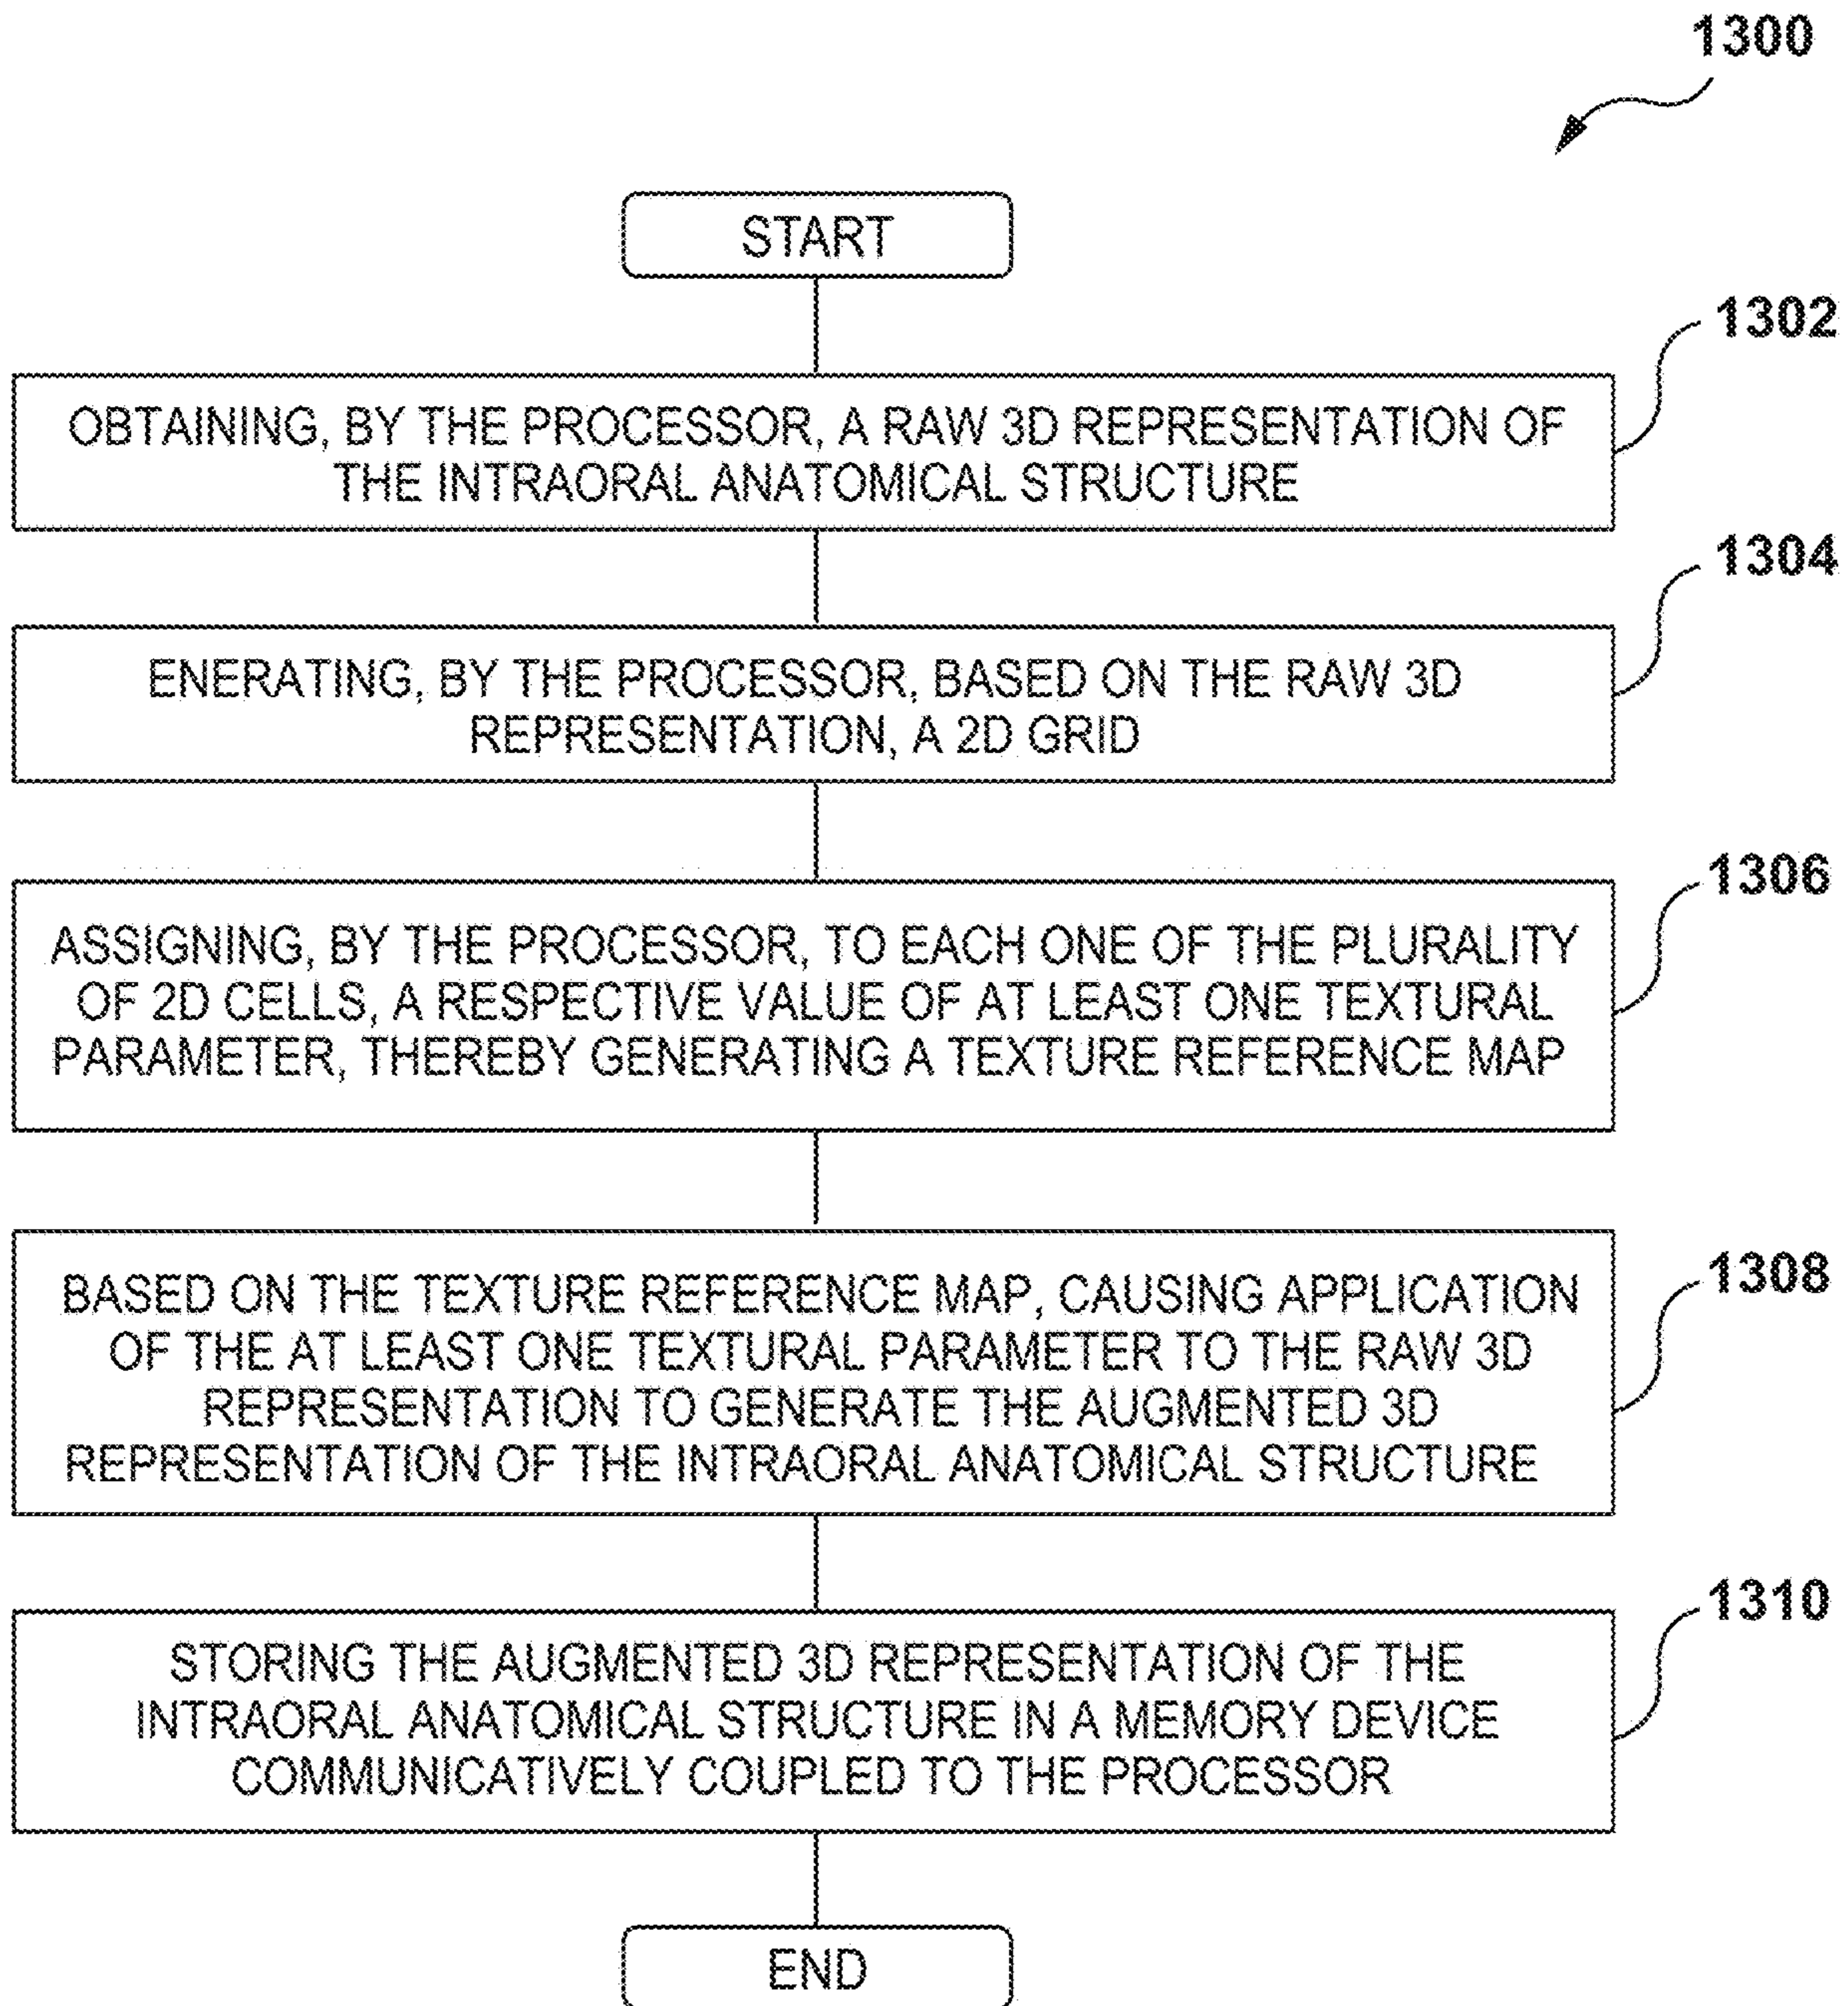 1300
START
1302
OBTAINING, BY THE PROCESSOR, A RAW 3D REPRESENTATION OF
THE INTRAORAL ANATOMICAL STRUCTURE
1304
ENERATING, BY THE PROCESSOR, BASED ON THE RAW 3D
REPRESENTATION, A 2D GRID
1306
ASSIGNING, BY THE PROCESSOR, TO EACH ONE OF THE PLURALITY
OF 2D CELLS, A RESPECTIVE VALUE OF AT LEAST ONE TEXTURAL
PARAMETER, THEREBY GENERATING A TEXTURE REFERENCE MAP
1308
BASED ON THE TEXTURE REFERENCE MAP, CAUSING APPLICATION
OF THE AT LEAST ONE TEXTURAL PARAMETER TO THE RAW 3D
REPRESENTATION TO GENERATE THE AUGMENTED 3D
REPRESENTATION OF THE INTRAORAL ANATOMICAL STRUCTURE
1310
STORING THE AUGMENTED 3D REPRESENTATION OF THE
INTRAORAL ANATOMICAL STRUCTURE IN A MEMORY DEVICE
COMMUNICATIVELY COUPLED TO THE PROCESSOR
END